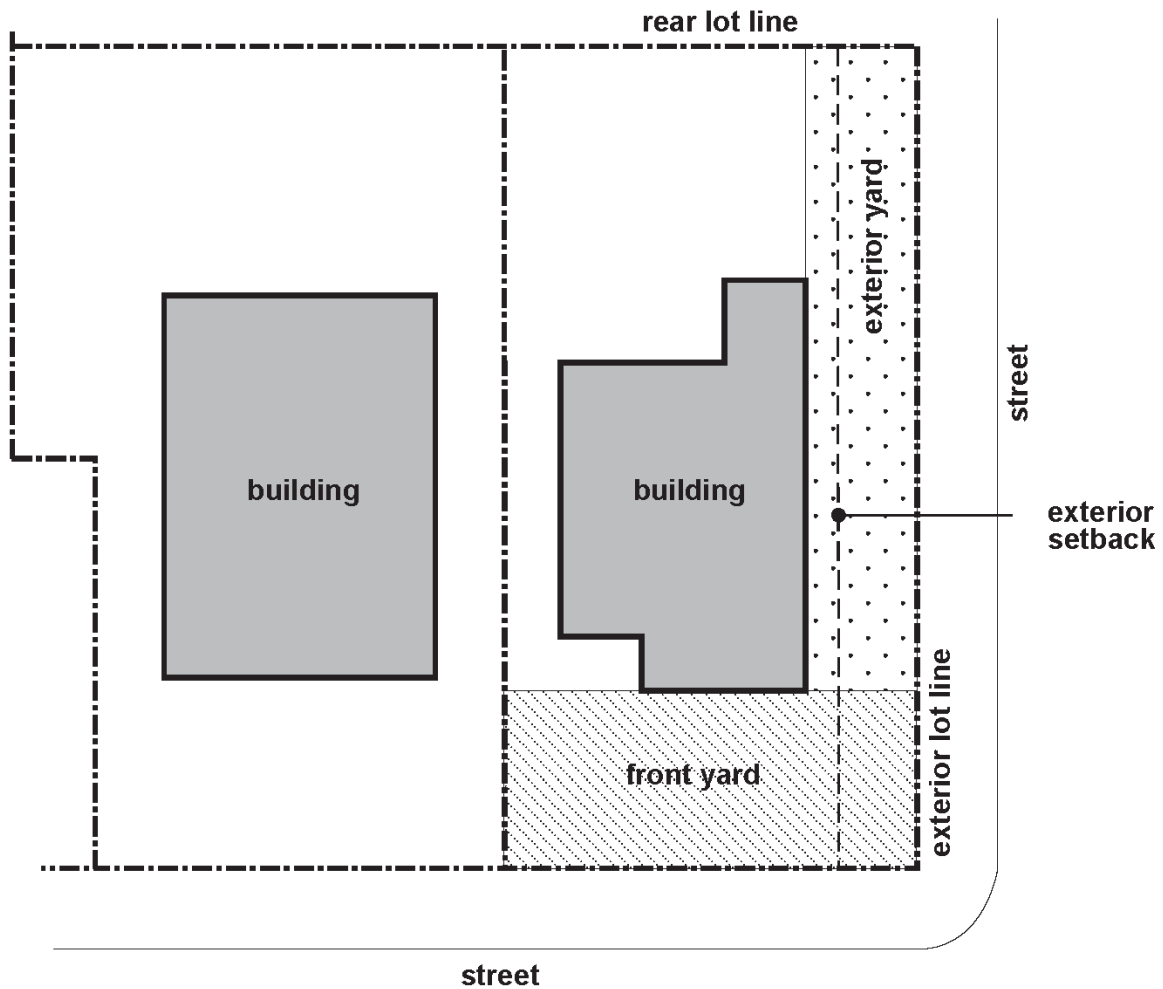 rear lot line
exterior yard
street
building
building
exterior
setback
exterior lot line
front yard
street